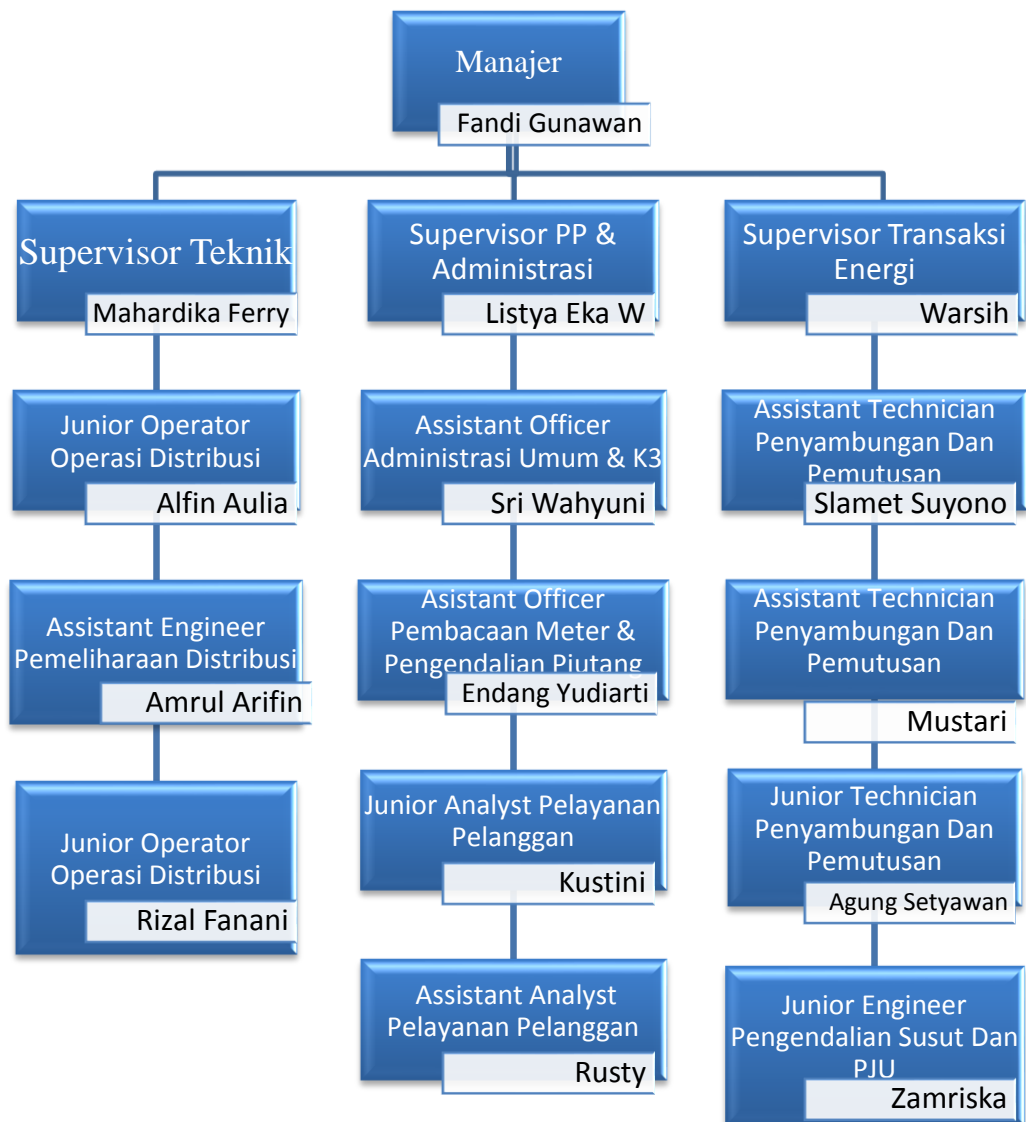 Manajer
Fandi Gunawan
Supervisor Teknik
Mahardika Ferry
Supervisor PP &
Administrasi
Listya Eka W
Supervisor Transaksi
Energi
Warsih
Junior Operator
Operasi Distribusi
Alfin Aulia
Assistant Officer
Administrasi Umum & K3
Sri Wahyuni
Assistant Technician
Penyambungan Dan
Pemutusan
Slamet Suyono
Assistant Engineer
Pemeliharaan Distribusi
Amrul Arifin
Asistant Officer
Pembacaan Meter &
Pengendalian Piutang
Endang Yudiarti
Assistant Technician
Penyambungan Dan
Pemutusan
Mustari
Junior Operator
Operasi Distribusi
Rizal Fanani
Junior Analyst Pelayanan
Pelanggan
Kustini
Junior Technician
Penyambungan Dan
Pemutusan
Agung Setyawan
Assistant Analyst
Pelayanan Pelanggan
Rusty
Junior Engineer
Pengendalian Susut Dan
PJU
Zamriska